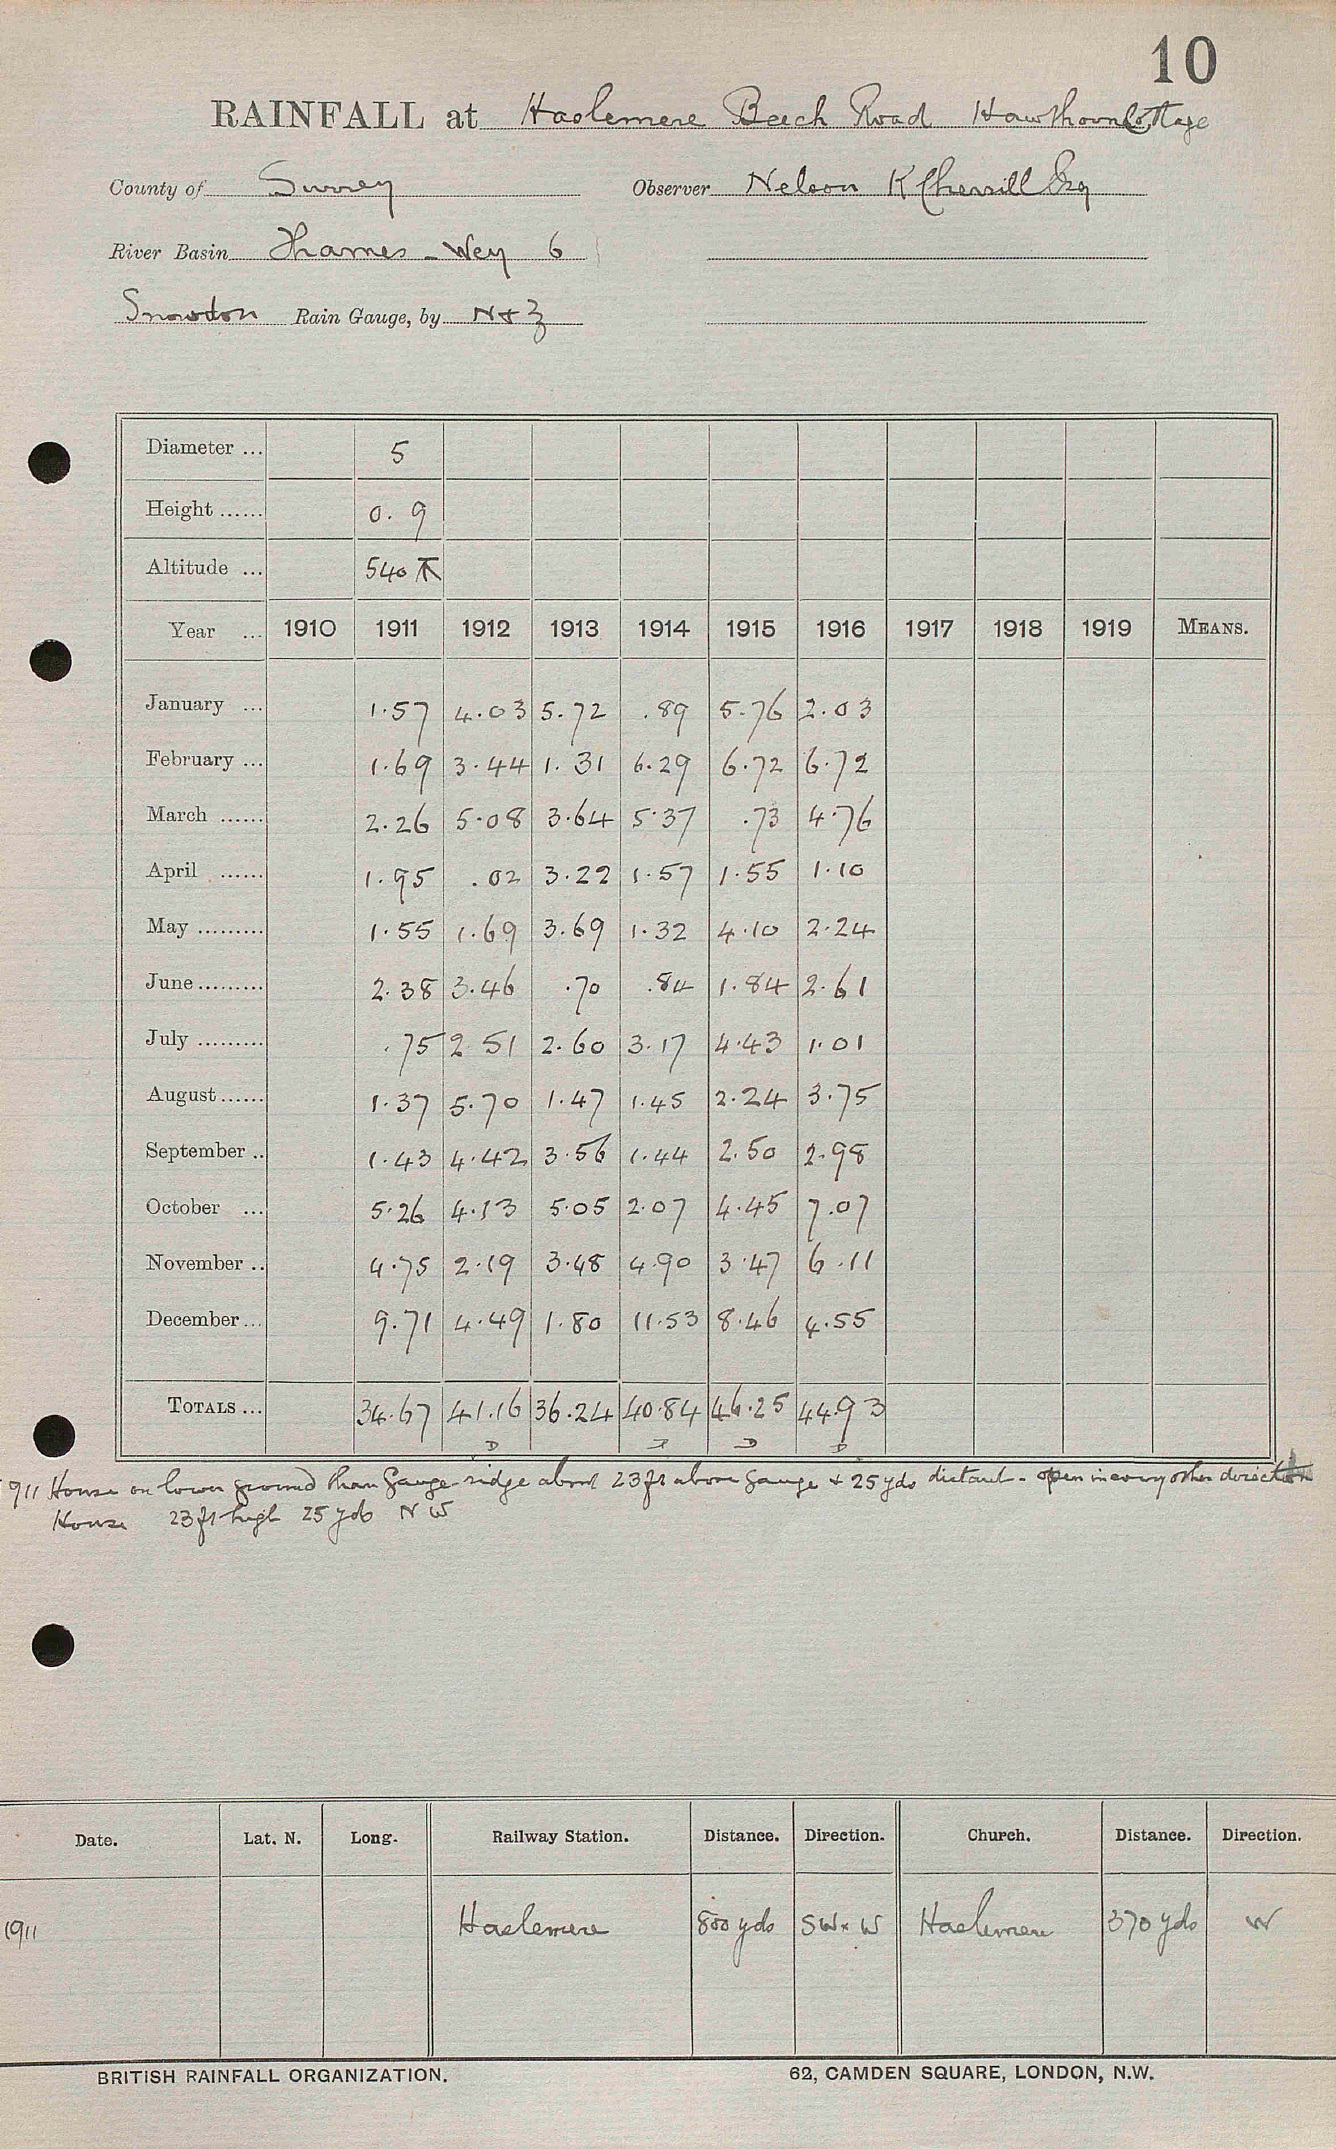 10
RAINFALL at Haslemere Beech Road Hawthorn Cottage
County of Surrey Observer Nelson K Cherrill Esq
River Basin Thames - Wey 6
Snowdon Rain Gauge, by N & Z
Diameter ... 5
Height ...... 0.9
Altitude ... 540
Year ... 1910 1911 1912 1913 1914 1915 1916 1917 1918 1919 MEANS.
January ... 1.57 4.03 5.72 .89 5.76 2.03
February ... 1.69 3.44 1.31 6.29 6.72 6.72
March ...... 2.26 5.08 3.64 5.37 .73 4.76
April ...... 1.95 .02 3.22 1.57 1.55 1.10
May ......... 1.55 1.69 3.69 1.32 4.10 2.24
June ......... 2.38 3.46 .70 .84 1.84 2.61
July ......... .75 2 51 2.60 3.17 4.43 1.01
August ...... 1.37 5.70 1.47 1.45 2.24 3.75
September .. 1.43 4.42 3.56 1.44 2.50 2.98
October ... 5.26 4.13 5.05 2.07 4.45 7.07
November .. 4.75 2.19 3.48 4.90 3.47 6.11
December ... 9.71 4.49 1.80 11.53 8.46 4.55
TOTALS ... 34.67 41.16 36.24 40.84 46.25 44.93
D D D D
1911 House on lower ground than gauge - ridge about 23ft above gauge & 25 yds distant - open in every other direction
House 23 ft high 25 yds N W
Date. Lat. N. Long. Railway Station. Distance. Direction. Church. Distance. Direction.
1911 Haslemere 800 yds SW x W Haslemere 370 yds W
BRITISH RAINFALL ORGANIZATION. 62, CAMDEN SQUARE, LONDON, N.W.